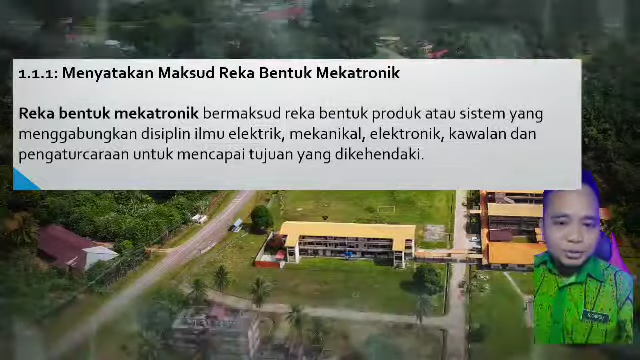 1.1.1: Menyatakan Maksud Reka Bentuk Mekatronik
Reka bentuk mekatronik bermaksud reka bentuk produk atau sistem yang
menggabungkan disiplin ilmu elektrik, mekanikal, elektronik, kawalan dan
pengaturcaraan untuk mencapai tujuan yang dikehendaki.